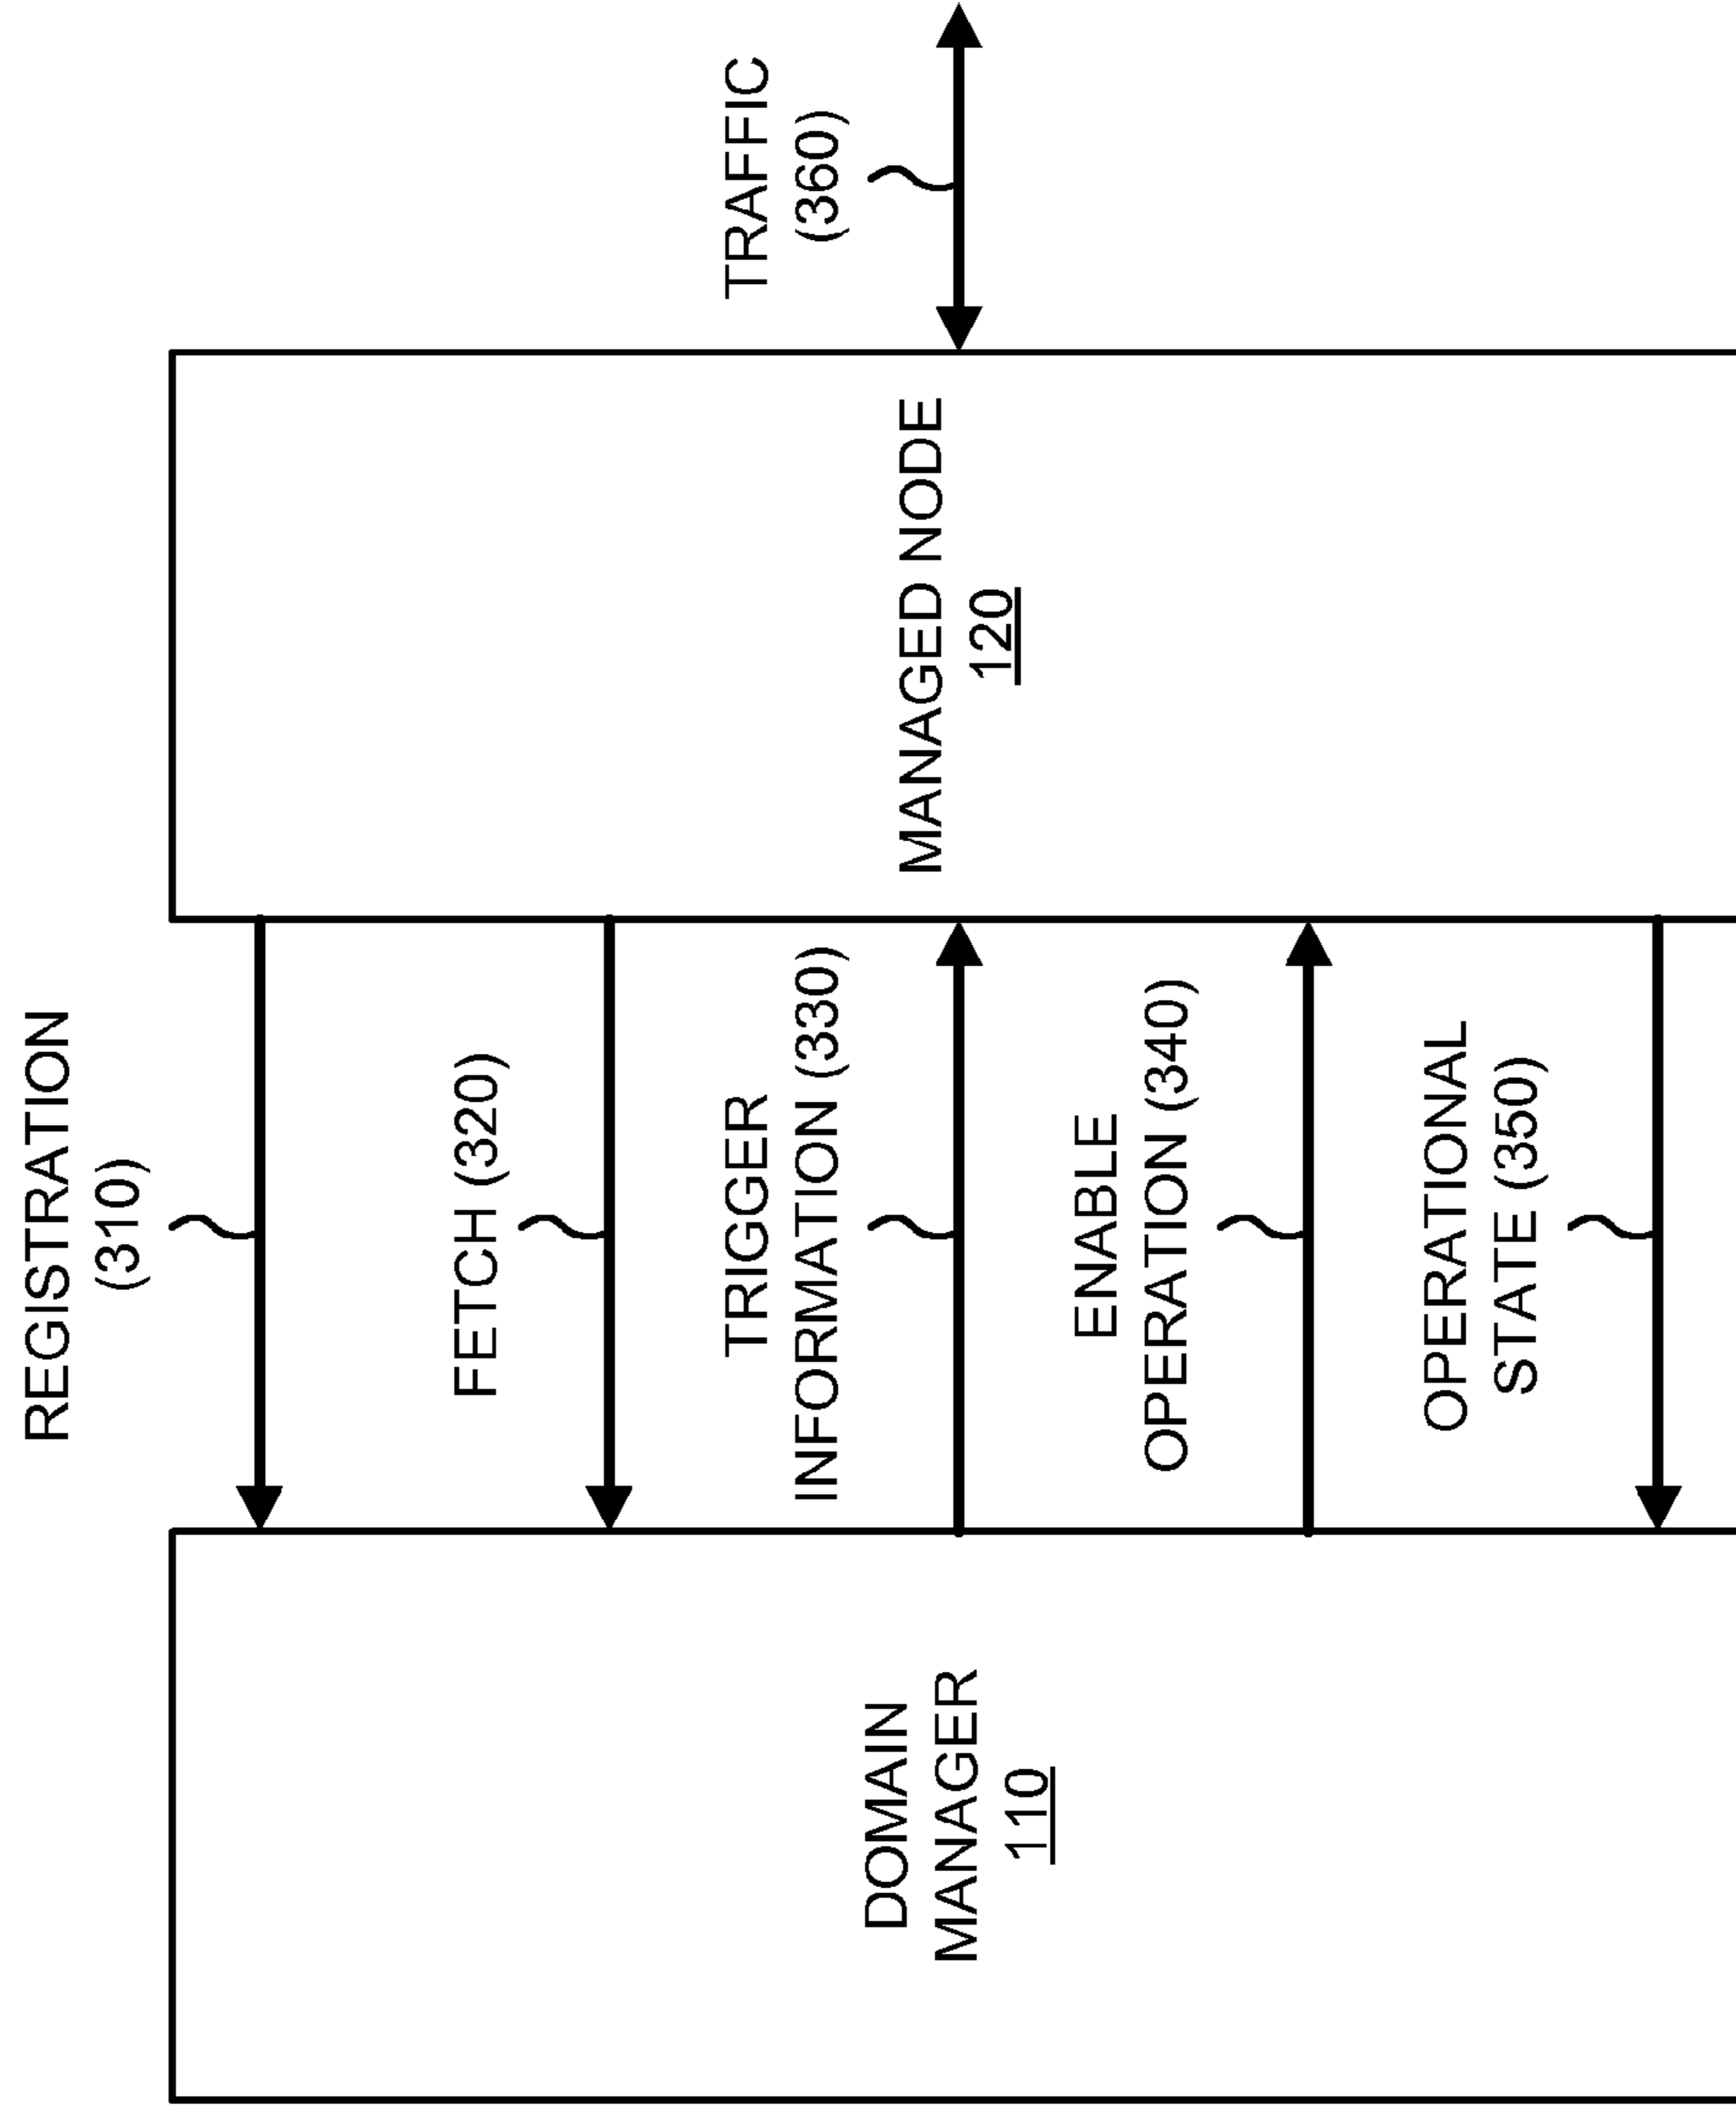 REGISTRATION
(310)
FETCH (320)
TRIGGER
INFORMATION (330)
ENABLE
OPERATION (340)
OPERATIONAL
STATE (350)
DOMAIN
MANAGER
110
MANAGED NODE
120
TRAFFIC
(360)